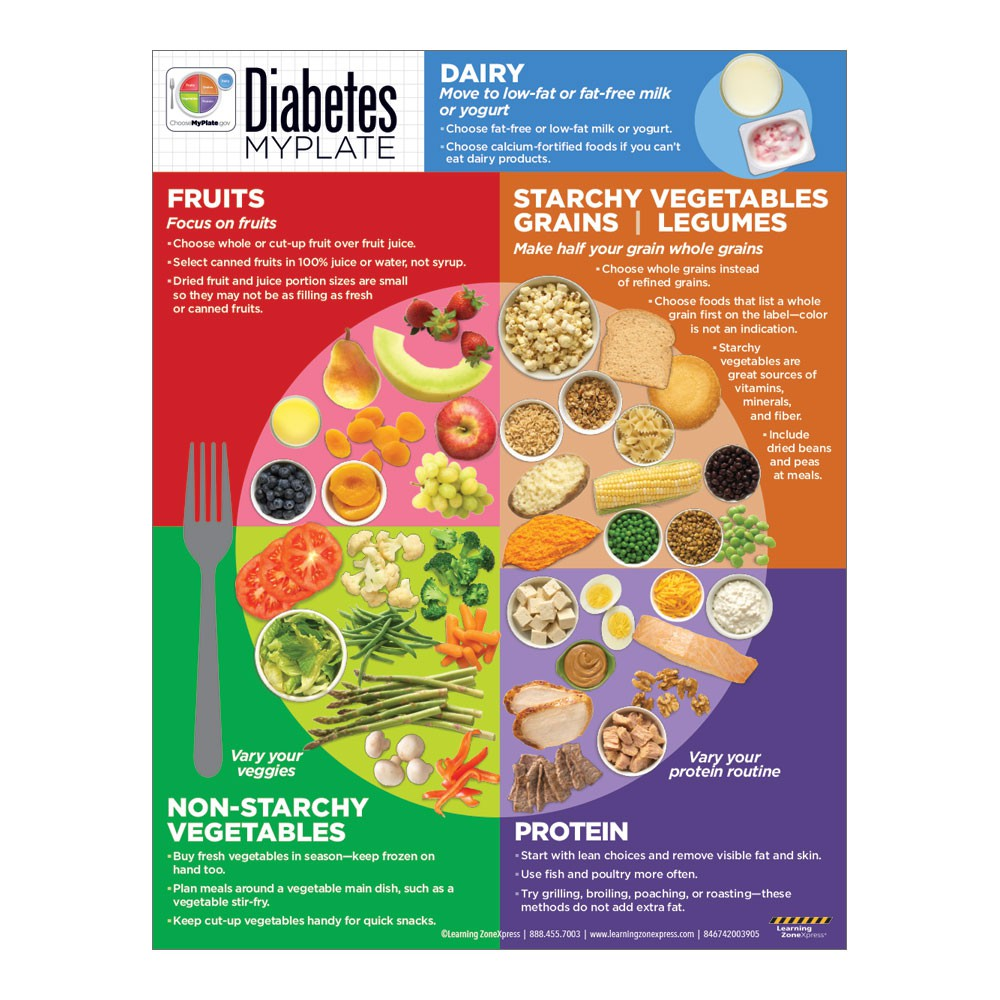 ChooseMyPlate.gov
Diabetes
MYPLATE
DAIRY
Move to low-fat or fat-free milk
or yogurt
▪Choose fat-free or low-fat milk or yogurt.
▪Choose calcium-fortified foods if you can't
eat dairy products.
FRUITS
Focus on fruits
▪Choose whole or cut-up fruit over fruit juice.
▪Select canned fruits in 100% juice or water, not syrup.
▪Dried fruit and juice portion sizes are small
so they may not be as filling as fresh
or canned fruits.
STARCHY VEGETABLES
GRAINS | LEGUMES
Make half your grain whole grains
▪Choose whole grains instead
of refined grains.
▪Choose foods that list a whole
grain first on the label—color
is not an indication.
▪Starchy
vegetables are
great sources of
vitamins,
minerals,
and fiber.
▪Include
dried beans
and peas
at meals.
Vary your
veggies
NON-STARCHY
VEGETABLES
▪Buy fresh vegetables in season—keep frozen on
hand too.
▪Plan meals around a vegetable main dish, such as a
vegetable stir-fry.
▪Keep cut-up vegetables handy for quick snacks.
Vary your
protein routine
PROTEIN
▪Start with lean choices and remove visible fat and skin.
▪Use fish and poultry more often.
▪Try grilling, broiling, poaching, or roasting—these
methods do not add extra fat.
©Learning ZoneXpress | 888.455.7003 | www.learningzonexpress.com | 846742003905
Learning
ZoneXpress